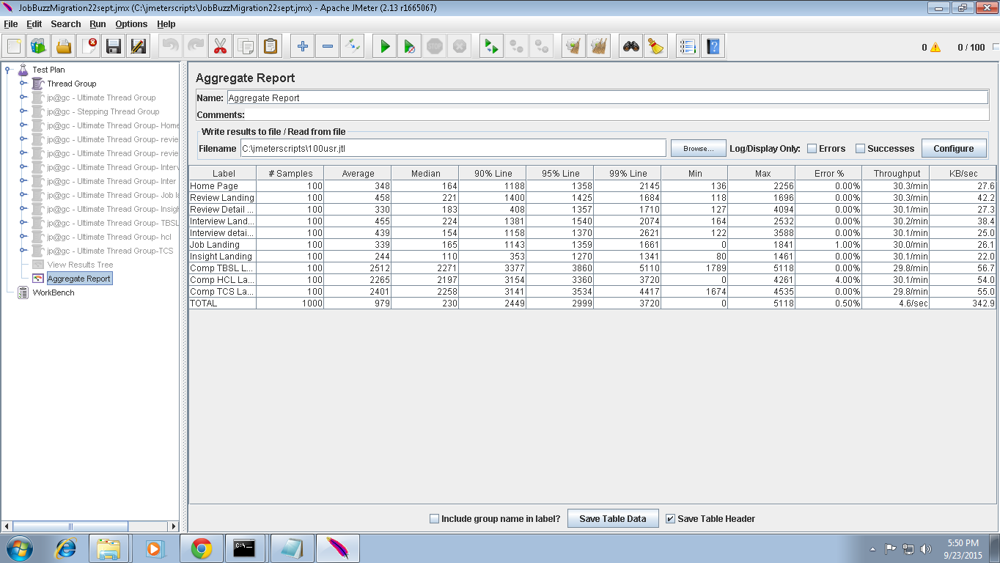 JobBuzzMigration22sept.jmx (C:\jmeterscripts\JobBuzzMigration22sept.jmx) - Apache JMeter (2.13 r1665067)
File Edit Search Run Options Help
0 0 / 100
Test Plan
Thread Group
jp@gc - Ultimate Thread Group
jp@gc - Stepping Thread Group
jp@gc - Ultimate Thread Group- Home
jp@gc - Ultimate Thread Group- revie
jp@gc - Ultimate Thread Group- revie
jp@gc - Ultimate Thread Group- Interv
jp@gc - Ultimate Thread Group- Inter
jp@gc - Ultimate Thread Group- Job la
jp@gc - Ultimate Thread Group- Insigh
jp@gc - Ultimate Thread Group- TBSL
jp@gc - Ultimate Thread Group- hcl
jp@gc - Ultimate Thread Group-TCS
View Results Tree
Aggregate Report
WorkBench
Aggregate Report
Name: Aggregate Report
Comments:
Write results to file / Read from file
Filename C:\jmeterscripts\100usr.jtl Browse... Log/Display Only: Errors Successes Configure
Label # Samples Average Median 90% Line 95% Line 99% Line Min Max Error % Throughput KB/sec
Home Page 100 348 164 1188 1358 2145 136 2256 0.00% 30.3/min 27.6
Review Landing 100 458 221 1400 1425 1684 118 1696 0.00% 30.3/min 42.2
Review Detail ... 100 330 183 408 1357 1710 127 4094 0.00% 30.1/min 27.3
Interview Land... 100 455 224 1381 1540 2074 164 2532 0.00% 30.2/min 38.4
Interview detai... 100 439 154 1158 1370 2621 122 3588 0.00% 30.1/min 25.0
Job Landing 100 339 165 1143 1359 1661 0 1841 1.00% 30.0/min 26.1
Insight Landing 100 244 110 353 1270 1341 80 1461 0.00% 30.1/min 22.0
Comp TBSL L... 100 2512 2271 3377 3860 5110 1789 5118 0.00% 29.8/min 56.7
Comp HCL La... 100 2265 2197 3154 3360 3720 0 4261 4.00% 30.1/min 54.0
Comp TCS La... 100 2401 2258 3141 3534 4417 1674 4535 0.00% 29.8/min 55.0
TOTAL 1000 979 230 2449 2999 3720 0 5118 0.50% 4.6/sec 342.9
Include group name in label? Save Table Data Save Table Header
5:50 PM
9/23/2015